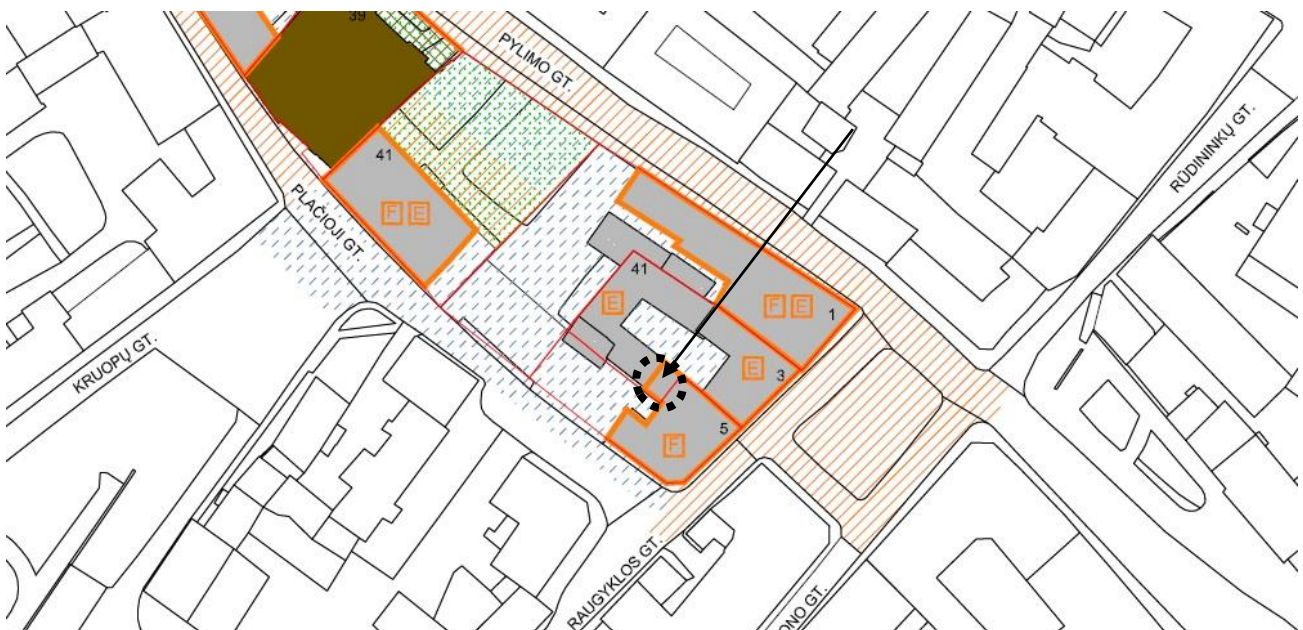 39
PYLIMO GT.
RŪDININKŲ GT.
41
F E
PLAČIOJI GT.
41
E
F E
1
KRUOPŲ GT.
E
3
5
F
RAUGYKLOS GT.
ONO GT.